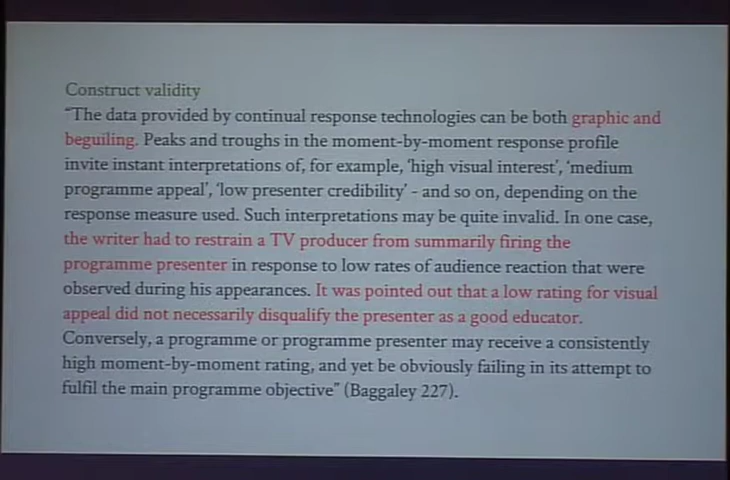 Construct validity
“The data provided by continual response technologies can be both graphic and
beguiling. Peaks and troughs in the moment-by-moment response profile
invite instant interpretations of, for example, ‘high visual interest’, ‘medium
programme appeal’, ‘low presenter credibility’ - and so on, depending on the
response measure used. Such interpretations may be quite invalid. In one case,
the writer had to restrain a TV producer from summarily firing the
programme presenter in response to low rates of audience reaction that were
observed during his appearances. It was pointed out that a low rating for visual
appeal did not necessarily disqualify the presenter as a good educator.
Conversely, a programme or programme presenter may receive a consistently
high moment-by-moment rating, and yet be obviously failing in its attempt to
fulfil the main programme objective” (Baggaley 227).